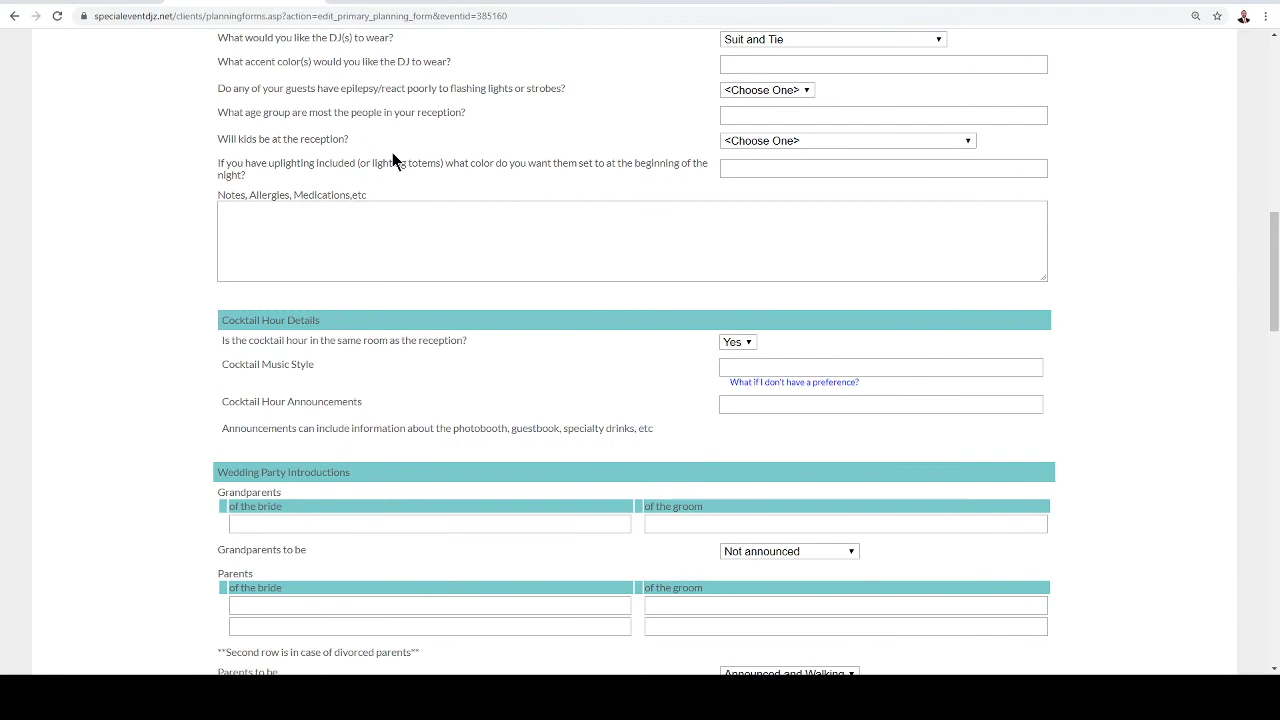 specialeventdjz.net/clients/planningforms.asp?action=edit_primary_planning_form&eventid=385160
What would you like the DJ(s) to wear? Suit and Tie
What accent color(s) would you like the DJ to wear?
Do any of your guests have epilepsy/react poorly to flashing lights or strobes? <Choose One>
What age group are most the people in your reception?
Will kids be at the reception? <Choose One>
If you have uplighting included (or lighting totems) what color do you want them set to at the beginning of the
night?
Notes, Allergies, Medications,etc
Cocktail Hour Details
Is the cocktail hour in the same room as the reception? Yes
Cocktail Music Style
What if I don't have a preference?
Cocktail Hour Announcements
Announcements can include information about the photobooth, guestbook, specialty drinks, etc
Wedding Party Introductions
Grandparents
of the bride of the groom
Grandparents to be Not announced
Parents
of the bride of the groom
**Second row is in case of divorced parents**
Parents to be Announced and Walking